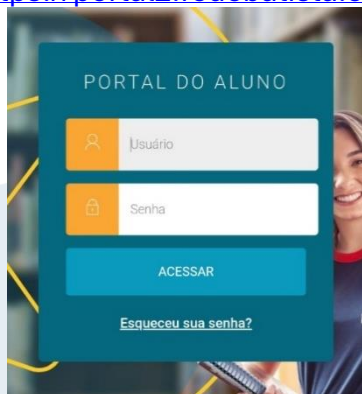 PORTAL DO ALUNO
Usuário
Senha
ACESSAR
Esqueceu sua senha?